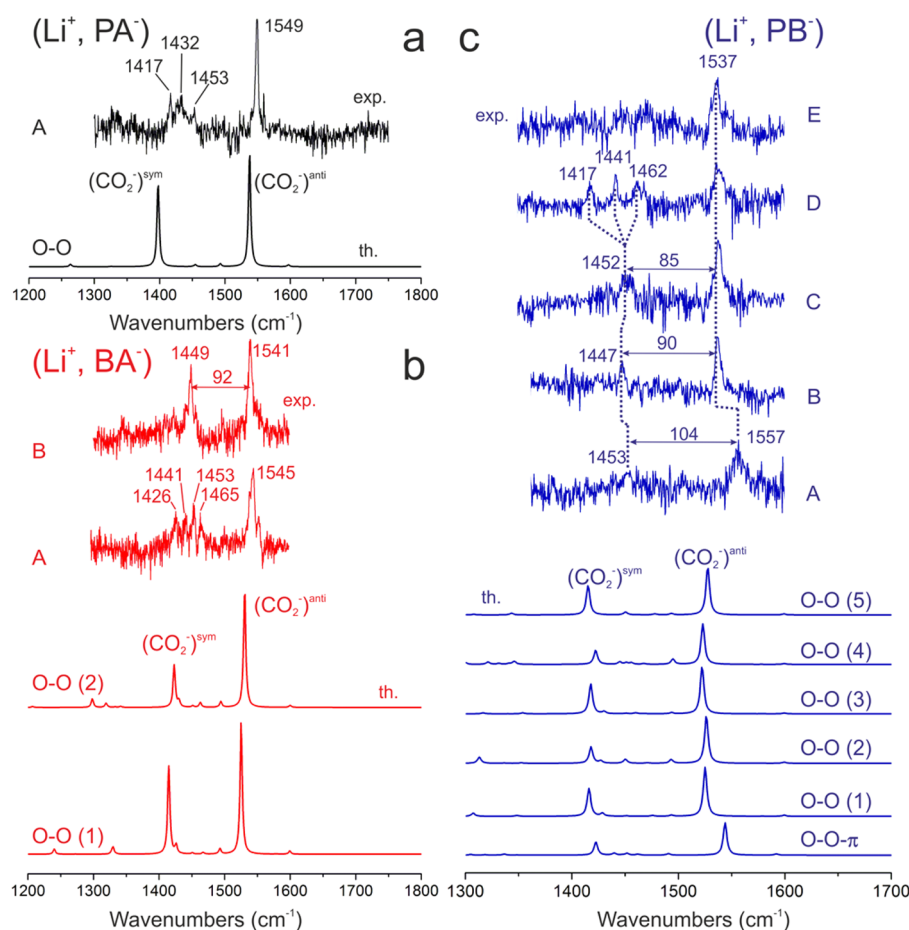 (Li⁺, PA⁻)
a
1432
1549
1417
1453
exp.
A
(CO₂⁻)ˢʸᵐ
(CO₂⁻)ᵃⁿᵗⁱ
O-O
th.
1200 1300 1400 1500 1600 1700 1800
Wavenumbers (cm⁻¹)
(Li⁺, BA⁻)
b
1449
1541
92
exp.
B
1441 1453
1545
1426 1465
A
(CO₂⁻)ᵃⁿᵗⁱ
(CO₂⁻)ˢʸᵐ
O-O (2)
th.
O-O (1)
1200 1300 1400 1500 1600 1700 1800
Wavenumbers (cm⁻¹)
c
(Li⁺, PB⁻)
1537
exp.
E
1441
1417 1462
D
1452
85
C
1447
90
B
104
1557
1453
A
(CO₂⁻)ᵃⁿᵗⁱ
(CO₂⁻)ˢʸᵐ
th.
O-O (5)
O-O (4)
O-O (3)
O-O (2)
O-O (1)
O-O-π
1300 1400 1500 1600 1700
Wavenumbers (cm⁻¹)